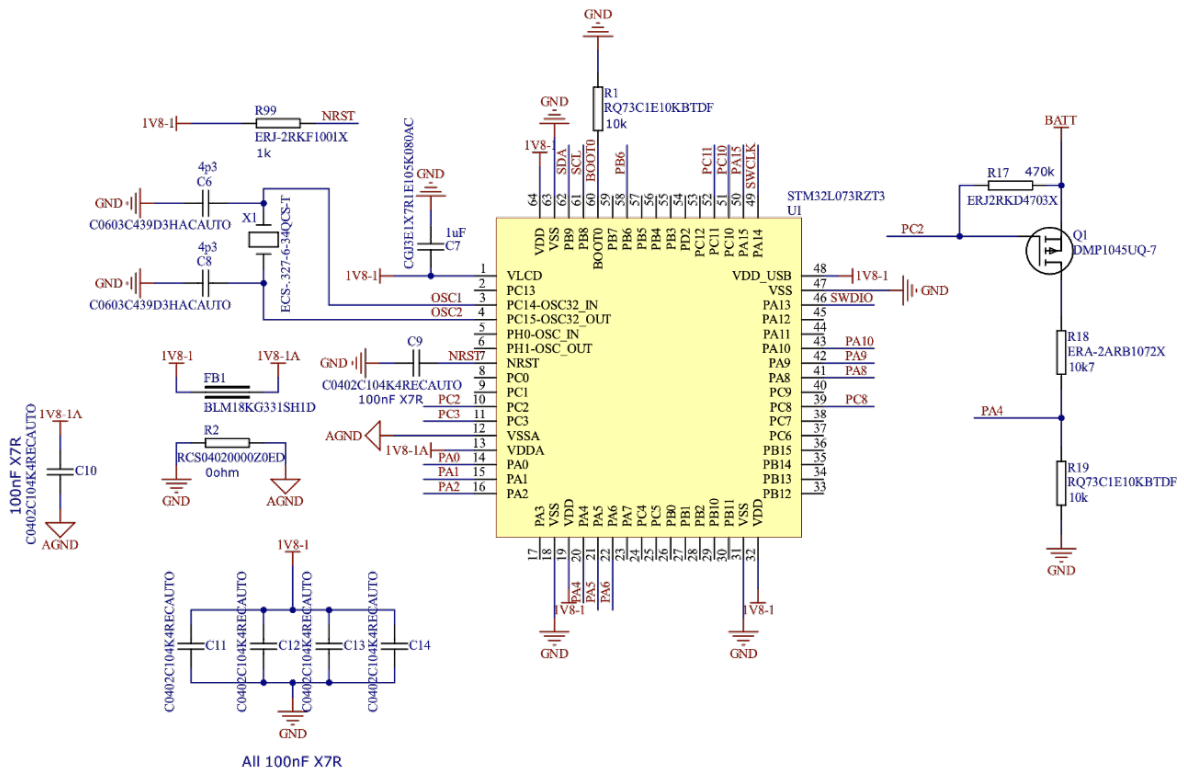 GND
R1
RQ73C1E10KBTDF
10k
GND
1V8-1
SDA
SCL
BOOT0
PB6
PC11
PC10
PA15
SWCLK
64
63
62
61
60
59
58
57
56
55
54
53
52
51
50
49
VDD
VSS
PB9
PB8
BOOT0
PB7
PB6
PB5
PB4
PB3
PD2
PC12
PC11
PC10
PA15
PA14
STM32L073RZT3
U1
R99
1V8-1
NRST
ERJ-2RKF1001X
1k
4p3
C6
GND
C0603C439D3HACAUTO
X1
ECS-.327-6-34QCS-T
4p3
C8
GND
C0603C439D3HACAUTO
CGJ3E1X7R1E105K080AC
GND
1uF
C7
1V8-1
OSC1
OSC2
1 VLCD
2 PC13
3 PC14-OSC32_IN
4 PC15-OSC32_OUT
5 PH0-OSC_IN
6 PH1-OSC_OUT
7 NRST
8 PC0
9 PC1
10 PC2
11 PC3
12 VSSA
13 VDDA
14 PA0
15 PA1
16 PA2
C9
GND
NRST
C0402C104K4RECAUTO
100nF X7R
PC2
PC3
AGND
1V8-1A
PA0
PA1
PA2
VDD_USB 48
VSS 47
PA13 46
PA12 45
PA11 44
PA10 43
PA9 42
PA8 41
PC9 40
PC8 39
PC7 38
PC6 37
PB15 36
PB14 35
PB13 34
PB12 33
1V8-1
GND
SWDIO
PA10
PA9
PA8
PC8
PA3
VSS
VDD
PA4
PA5
PA6
PA7
PC4
PC5
PB0
PB1
PB2
PB10
PB11
VSS
VDD
17
18
19
20
21
22
23
24
25
26
27
28
29
30
31
32
PA4
PA5
PA6
1V8-1
GND
1V8-1
GND
BATT
R17
470k
ERJ2RKD4703X
PC2
Q1
DMP1045UQ-7
R18
ERA-2ARB1072X
10k7
PA4
R19
RQ73C1E10KBTDF
10k
GND
1V8-1
1V8-1A
FB1
BLM18KG331SH1D
R2
RCS04020000Z0ED
0ohm
GND
AGND
1V8-1A
100nF X7R
C0402C104K4RECAUTO
C10
AGND
1V8-1
C0402C104K4RECAUTO
C11
C0402C104K4RECAUTO
C12
C0402C104K4RECAUTO
C13
C0402C104K4RECAUTO
C14
GND
All 100nF X7R